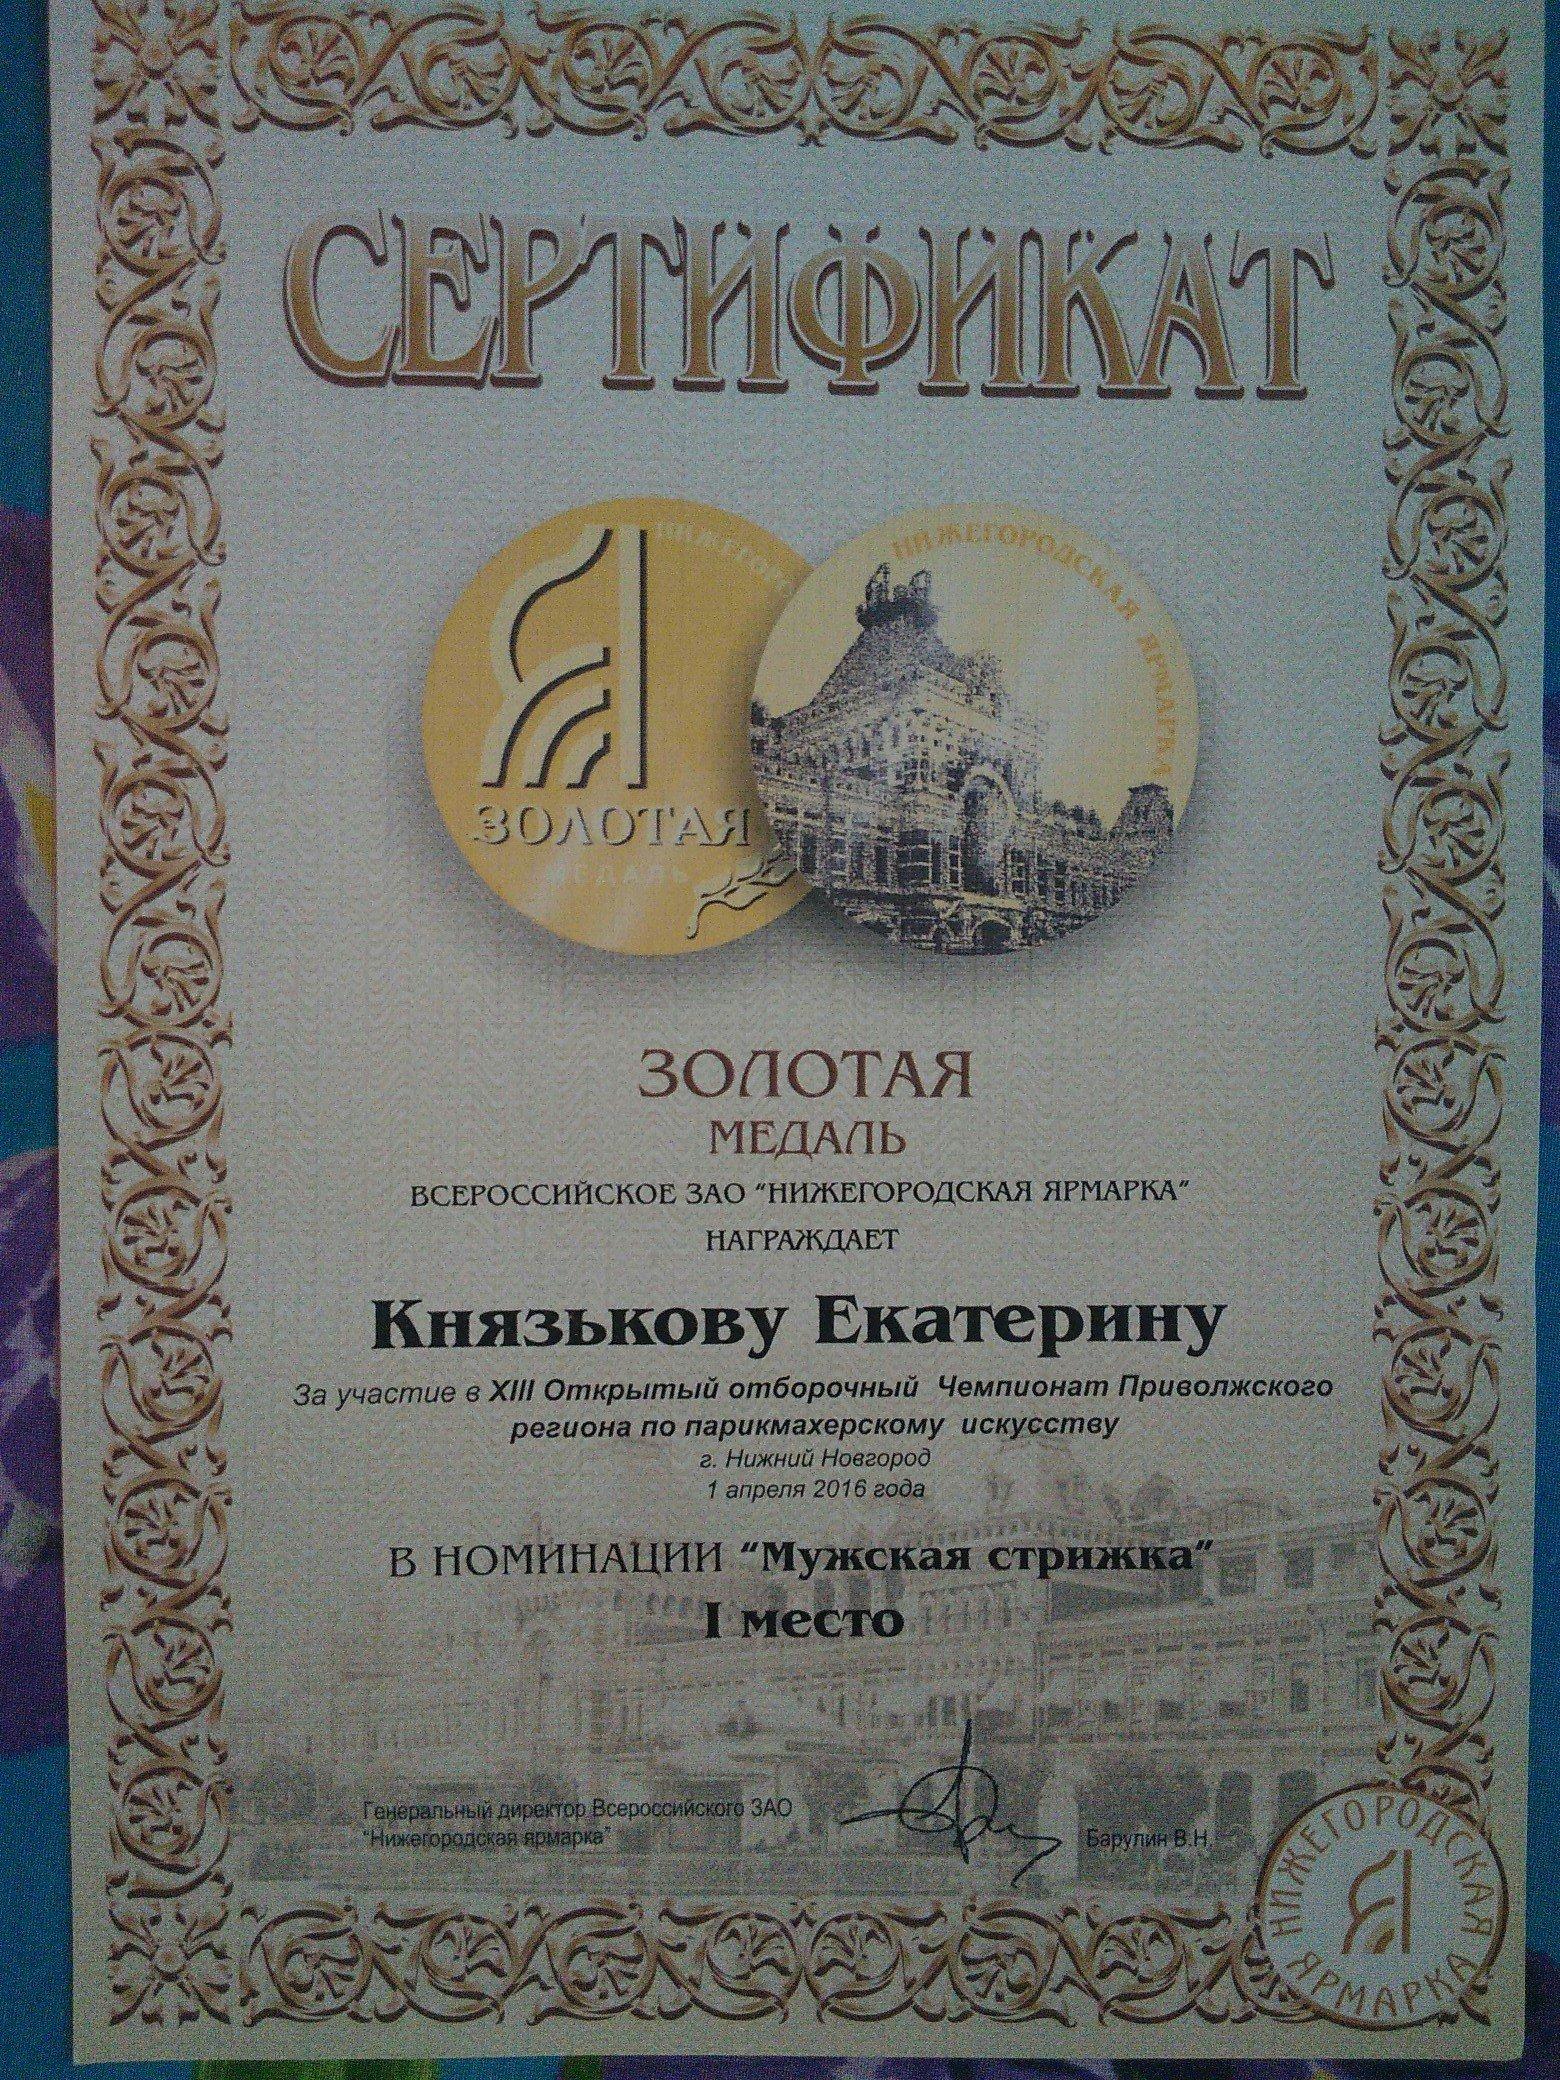 СЕРТИФИКАТ
НИЖЕГОРОДСКАЯ ЯРМАРКА
ЗОЛОТАЯ
МЕДАЛЬ
ЗОЛОТАЯ
МЕДАЛЬ
ВСЕРОССИЙСКОЕ ЗАО "НИЖЕГОРОДСКАЯ ЯРМАРКА"
НАГРАЖДАЕТ
Князькову Екатерину
За участие в XIII Открытый отборочный Чемпионат Приволжского
региона по парикмахерскому искусству
г. Нижний Новгород
1 апреля 2016 года
В НОМИНАЦИИ "Мужская стрижка"
I место
Генеральный директор Всероссийского ЗАО
"Нижегородская ярмарка"
Барулин В.Н.
НИЖЕГОРОДСКАЯ
ЯРМАРКА